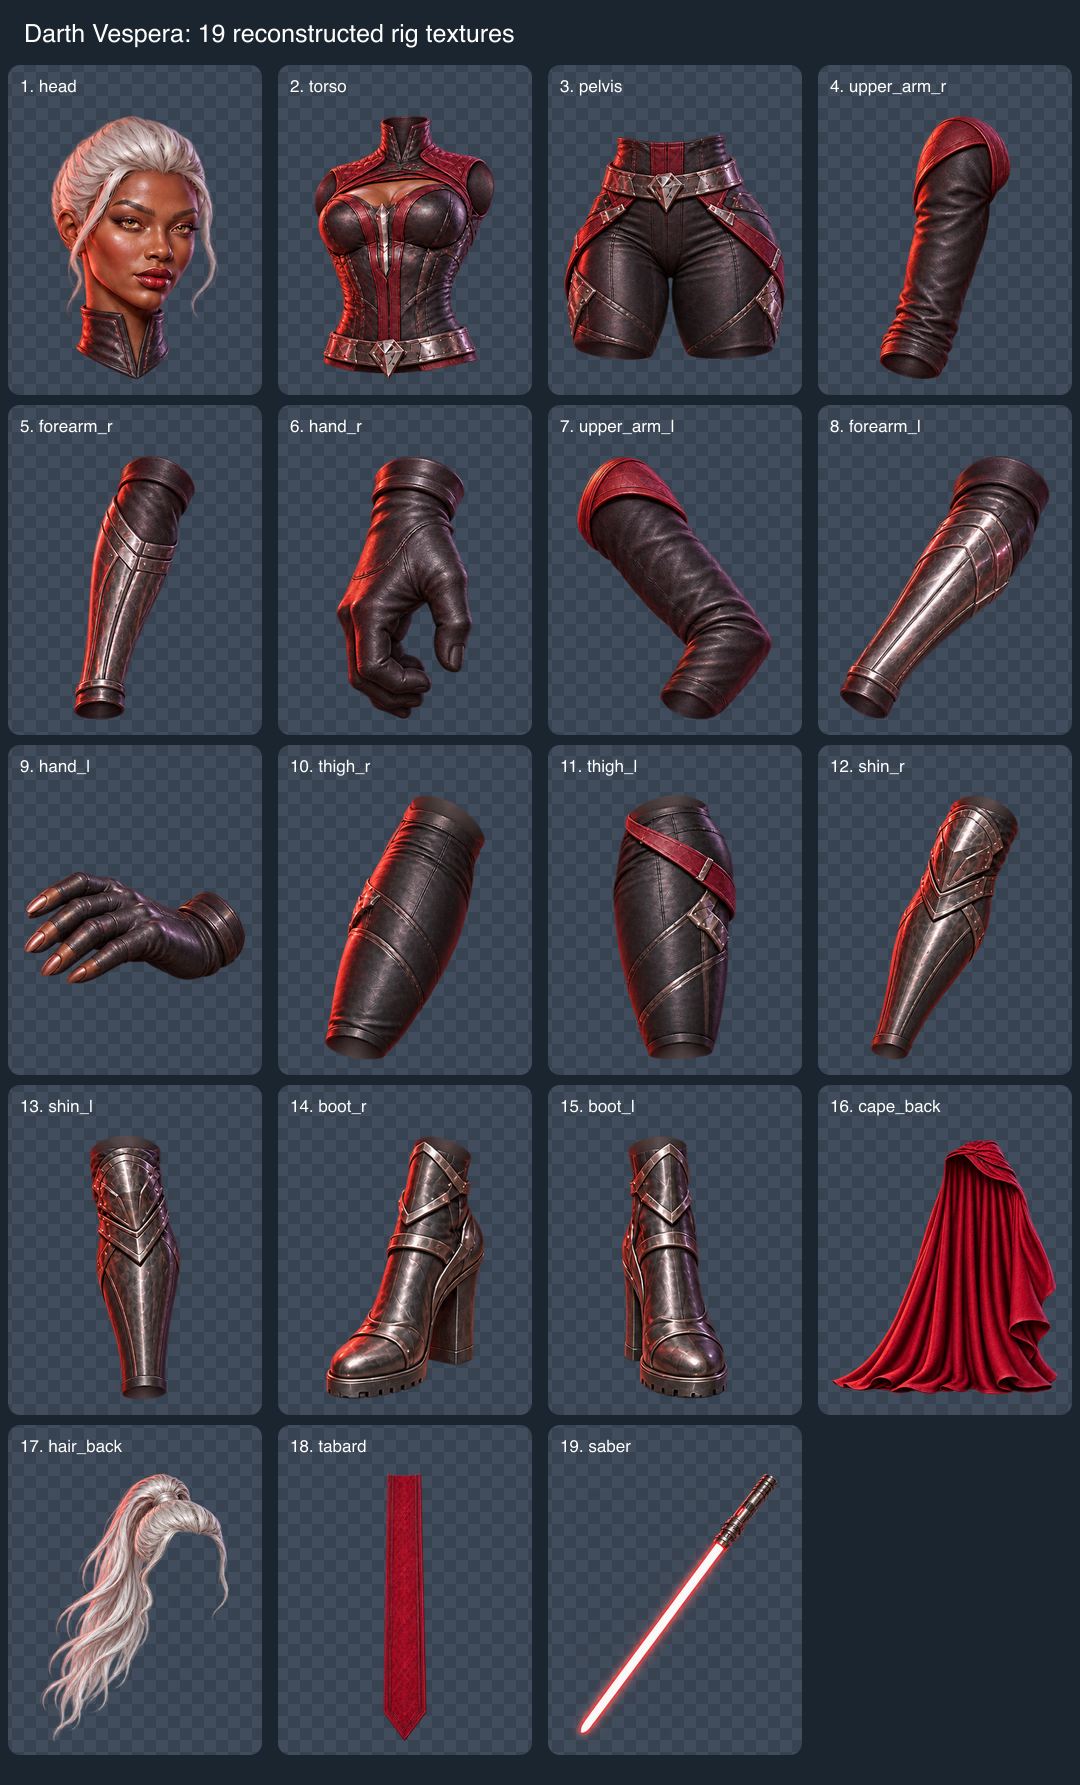 Darth Vespera: 19 reconstructed rig textures
1. head
2. torso
3. pelvis
4. upper_arm_r
5. forearm_r
6. hand_r
7. upper_arm_l
8. forearm_l
9. hand_l
10. thigh_r
11. thigh_l
12. shin_r
13. shin_l
14. boot_r
15. boot_l
16. cape_back
17. hair_back
18. tabard
19. saber